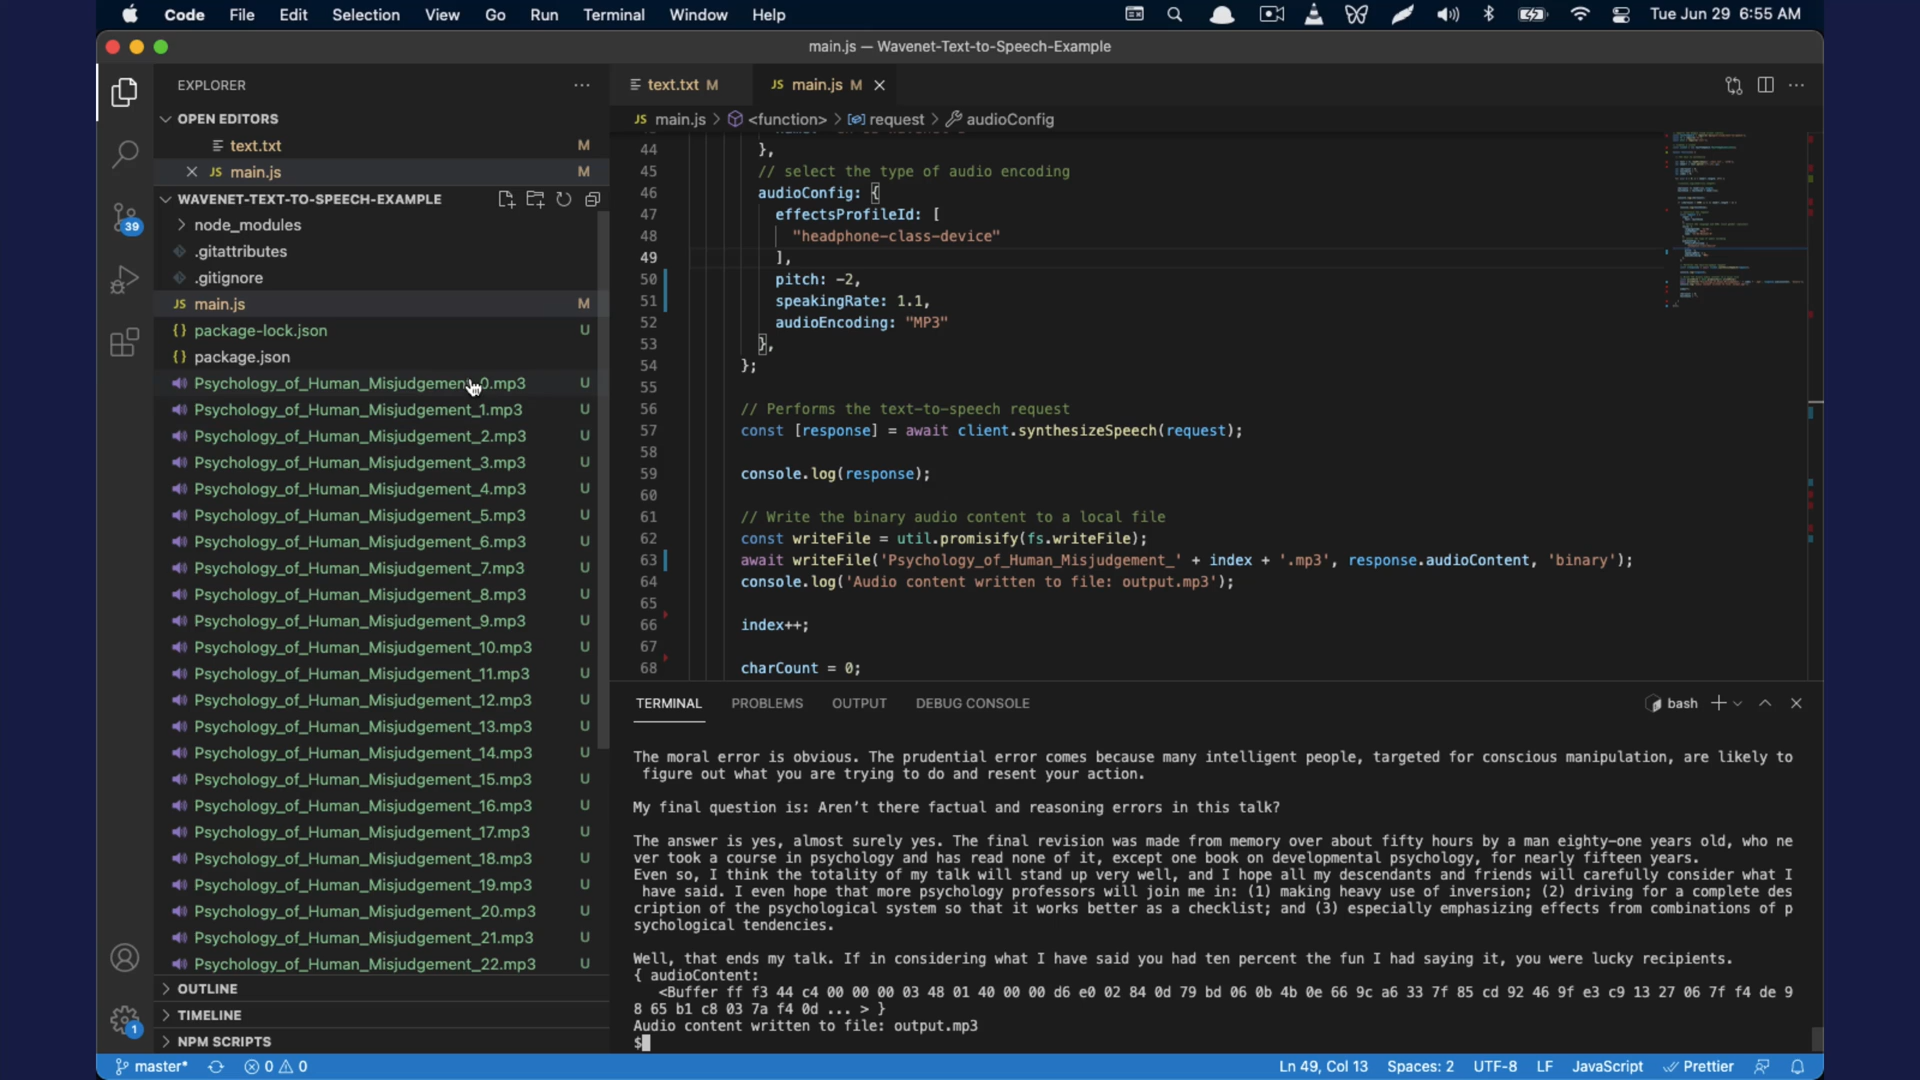 Code File Edit Selection View Go Run Terminal Window Help Tue Jun 29 6:55 AM
main.js — Wavenet-Text-to-Speech-Example
EXPLORER
OPEN EDITORS
text.txt M
JS main.js M
WAVENET-TEXT-TO-SPEECH-EXAMPLE
node_modules
.gitattributes
.gitignore
JS main.js M
{} package-lock.json U
{} package.json
Psychology_of_Human_Misjudgement_0.mp3 U
Psychology_of_Human_Misjudgement_1.mp3 U
Psychology_of_Human_Misjudgement_2.mp3 U
Psychology_of_Human_Misjudgement_3.mp3 U
Psychology_of_Human_Misjudgement_4.mp3 U
Psychology_of_Human_Misjudgement_5.mp3 U
Psychology_of_Human_Misjudgement_6.mp3 U
Psychology_of_Human_Misjudgement_7.mp3 U
Psychology_of_Human_Misjudgement_8.mp3 U
Psychology_of_Human_Misjudgement_9.mp3 U
Psychology_of_Human_Misjudgement_10.mp3 U
Psychology_of_Human_Misjudgement_11.mp3 U
Psychology_of_Human_Misjudgement_12.mp3 U
Psychology_of_Human_Misjudgement_13.mp3 U
Psychology_of_Human_Misjudgement_14.mp3 U
Psychology_of_Human_Misjudgement_15.mp3 U
Psychology_of_Human_Misjudgement_16.mp3 U
Psychology_of_Human_Misjudgement_17.mp3 U
Psychology_of_Human_Misjudgement_18.mp3 U
Psychology_of_Human_Misjudgement_19.mp3 U
Psychology_of_Human_Misjudgement_20.mp3 U
Psychology_of_Human_Misjudgement_21.mp3 U
Psychology_of_Human_Misjudgement_22.mp3 U
OUTLINE
TIMELINE
NPM SCRIPTS
39
1
text.txt M JS main.js M
JS main.js > <function> > request > audioConfig
44 },
45 // select the type of audio encoding
46 audioConfig: {
47 effectsProfileId: [
48 "headphone-class-device"
49 ],
50 pitch: -2,
51 speakingRate: 1.1,
52 audioEncoding: "MP3"
53 },
54 };
55
56 // Performs the text-to-speech request
57 const [response] = await client.synthesizeSpeech(request);
58
59 console.log(response);
60
61 // Write the binary audio content to a local file
62 const writeFile = util.promisify(fs.writeFile);
63 await writeFile('Psychology_of_Human_Misjudgement_' + index + '.mp3', response.audioContent, 'binary');
64 console.log('Audio content written to file: output.mp3');
65
66 index++;
67
68 charCount = 0;
TERMINAL PROBLEMS OUTPUT DEBUG CONSOLE bash
The moral error is obvious. The prudential error comes because many intelligent people, targeted for conscious manipulation, are likely to
figure out what you are trying to do and resent your action.
My final question is: Aren't there factual and reasoning errors in this talk?
The answer is yes, almost surely yes. The final revision was made from memory over about fifty hours by a man eighty-one years old, who ne
ver took a course in psychology and has read none of it, except one book on developmental psychology, for nearly fifteen years.
Even so, I think the totality of my talk will stand up very well, and I hope all my descendants and friends will carefully consider what I
have said. I even hope that more psychology professors will join me in: (1) making heavy use of inversion; (2) driving for a complete des
cription of the psychological system so that it works better as a checklist; and (3) especially emphasizing effects from combinations of p
sychological tendencies.
Well, that ends my talk. If in considering what I have said you had ten percent the fun I had saying it, you were lucky recipients.
{ audioContent:
<Buffer ff f3 44 c4 00 00 00 03 48 01 40 00 00 d6 e0 02 84 0d 79 bd 06 0b 4b 0e 66 9c a6 33 7f 85 cd 92 46 9f e3 c9 13 27 06 7f f4 de 9
8 65 b1 c8 03 7a f4 0d ... > }
Audio content written to file: output.mp3
$
master* 0 0 Ln 49, Col 13 Spaces: 2 UTF-8 LF JavaScript Prettier